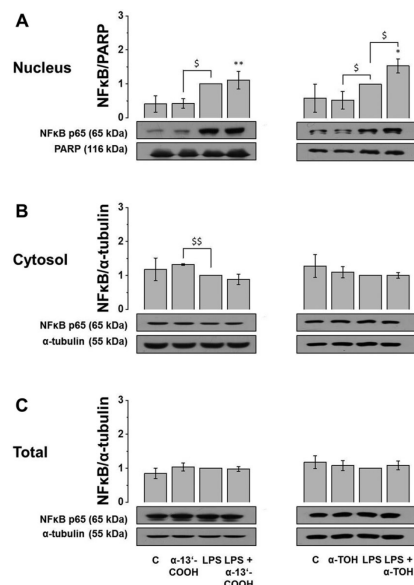 A
Nucleus
NFκB/PARP
3
2
1
0
$
**
$
$
*
NFκB p65 (65 kDa)
PARP (116 kDa)
B
Cytosol
NFκB/α-tubulin
3
2
1
0
$$
NFκB p65 (65 kDa)
α-tubulin (55 kDa)
C
Total
NFκB/α-tubulin
3
2
1
0
NFκB p65 (65 kDa)
α-tubulin (55 kDa)
C α-13'-COOH LPS LPS + α-13'-COOH
C α-TOH LPS LPS + α-TOH